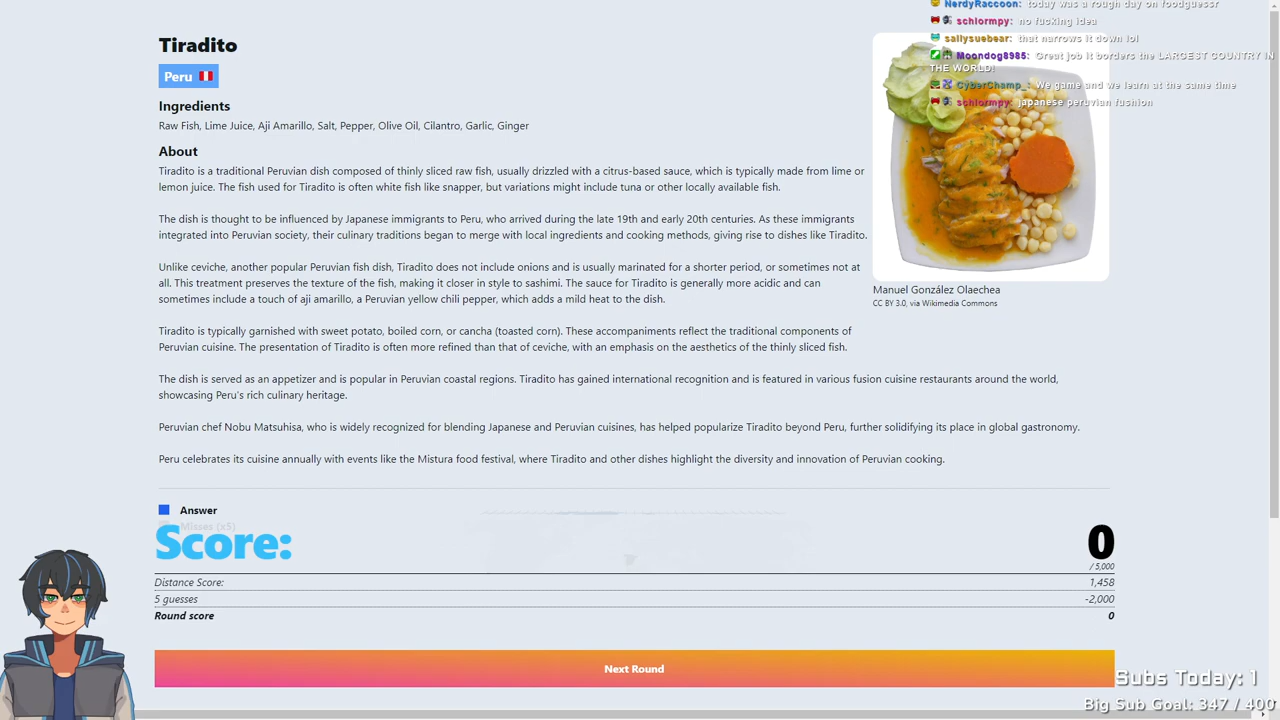 NerdyRaccoon: today was a rough day on foodguessr
schlormpy: no fucking idea
sallysuebear: that narrows it down lol
Moondog8985: Great job it borders the LARGEST COUNTRY IN
THE WORLD!
CyberChamp_: We game and we learn at the same time
schlormpy: japanese peruvian fushion
Tiradito
Peru
Ingredients
Raw Fish, Lime Juice, Aji Amarillo, Salt, Pepper, Olive Oil, Cilantro, Garlic, Ginger
About
Tiradito is a traditional Peruvian dish composed of thinly sliced raw fish, usually drizzled with a citrus-based sauce, which is typically made from lime or
lemon juice. The fish used for Tiradito is often white fish like snapper, but variations might include tuna or other locally available fish.
The dish is thought to be influenced by Japanese immigrants to Peru, who arrived during the late 19th and early 20th centuries. As these immigrants
integrated into Peruvian society, their culinary traditions began to merge with local ingredients and cooking methods, giving rise to dishes like Tiradito.
Unlike ceviche, another popular Peruvian fish dish, Tiradito does not include onions and is usually marinated for a shorter period, or sometimes not at
all. This treatment preserves the texture of the fish, making it closer in style to sashimi. The sauce for Tiradito is generally more acidic and can
sometimes include a touch of aji amarillo, a Peruvian yellow chili pepper, which adds a mild heat to the dish.
Tiradito is typically garnished with sweet potato, boiled corn, or cancha (toasted corn). These accompaniments reflect the traditional components of
Peruvian cuisine. The presentation of Tiradito is often more refined than that of ceviche, with an emphasis on the aesthetics of the thinly sliced fish.
The dish is served as an appetizer and is popular in Peruvian coastal regions. Tiradito has gained international recognition and is featured in various fusion cuisine restaurants around the world,
showcasing Peru's rich culinary heritage.
Peruvian chef Nobu Matsuhisa, who is widely recognized for blending Japanese and Peruvian cuisines, has helped popularize Tiradito beyond Peru, further solidifying its place in global gastronomy.
Peru celebrates its cuisine annually with events like the Mistura food festival, where Tiradito and other dishes highlight the diversity and innovation of Peruvian cooking.
Manuel González Olaechea
CC BY 3.0, via Wikimedia Commons
Answer
Misses (x5)
Score:
0
/ 5,000
Distance Score: 1,458
5 guesses -2,000
Round score 0
Next Round
Subs Today: 1
Big Sub Goal: 347 / 400